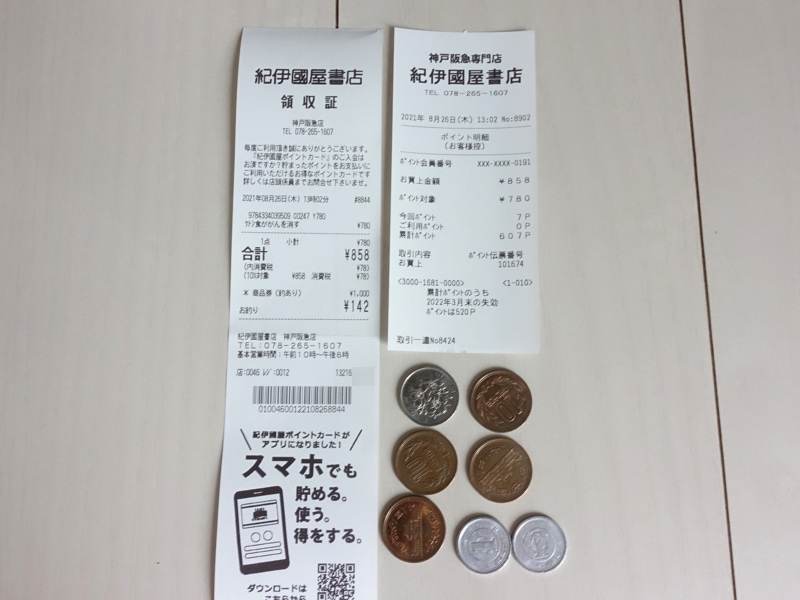 紀伊國屋書店
領収証
神戸阪急店
TEL 078-265-1607
毎度ご利用頂き誠にありがとうございます。
「紀伊國屋ポイントカード」のご入会は
お済ですか？貯まったポイントをお支払いに
ご利用いただけるお得なポイントカードです
詳しくは店頭係員までお問合せ下さいませ。
2021年08月26日(木) 13時02分 #8844
9784334039509 00247 ¥780
ｻｲﾄｳ食ががんを消す ¥780
1点 小計 ¥780
合計 ¥858
(内消費税 ¥78)
(10%対象 ¥858 消費税 ¥78)
＊ 商品券（釣あり） ¥1,000
お釣り ¥142
紀伊國屋書店 神戸阪急店
TEL:078-265-1607
基本営業時間：午前10時～午後8時
店:0046 ﾚｼﾞ:0012 13216
01004600122108268844
紀伊國屋ポイントカードが
アプリになりました！
スマホでも
貯める。
使う。
得をする。
ダウンロードは
こちらから
神戸阪急専門店
紀伊國屋書店
TEL 078-265-1607
2021年 8月26日(木) 13:02 No:8902
ポイント明細
(お客様控)
ﾎﾟｲﾝﾄ会員番号 XXX-XXXX-0191
お買上金額 ¥858
ﾎﾟｲﾝﾄ対象 ¥780
今回ﾎﾟｲﾝﾄ 7P
ご利用ﾎﾟｲﾝﾄ 0P
累計ﾎﾟｲﾝﾄ 607P
取引内容 ﾎﾟｲﾝﾄ伝票番号
お買上 101674
<3000-1681-0000> <1-010>
累計ﾎﾟｲﾝﾄのうち
2022年3月末の失効
ﾎﾟｲﾝﾄは520P
取引一連No8424